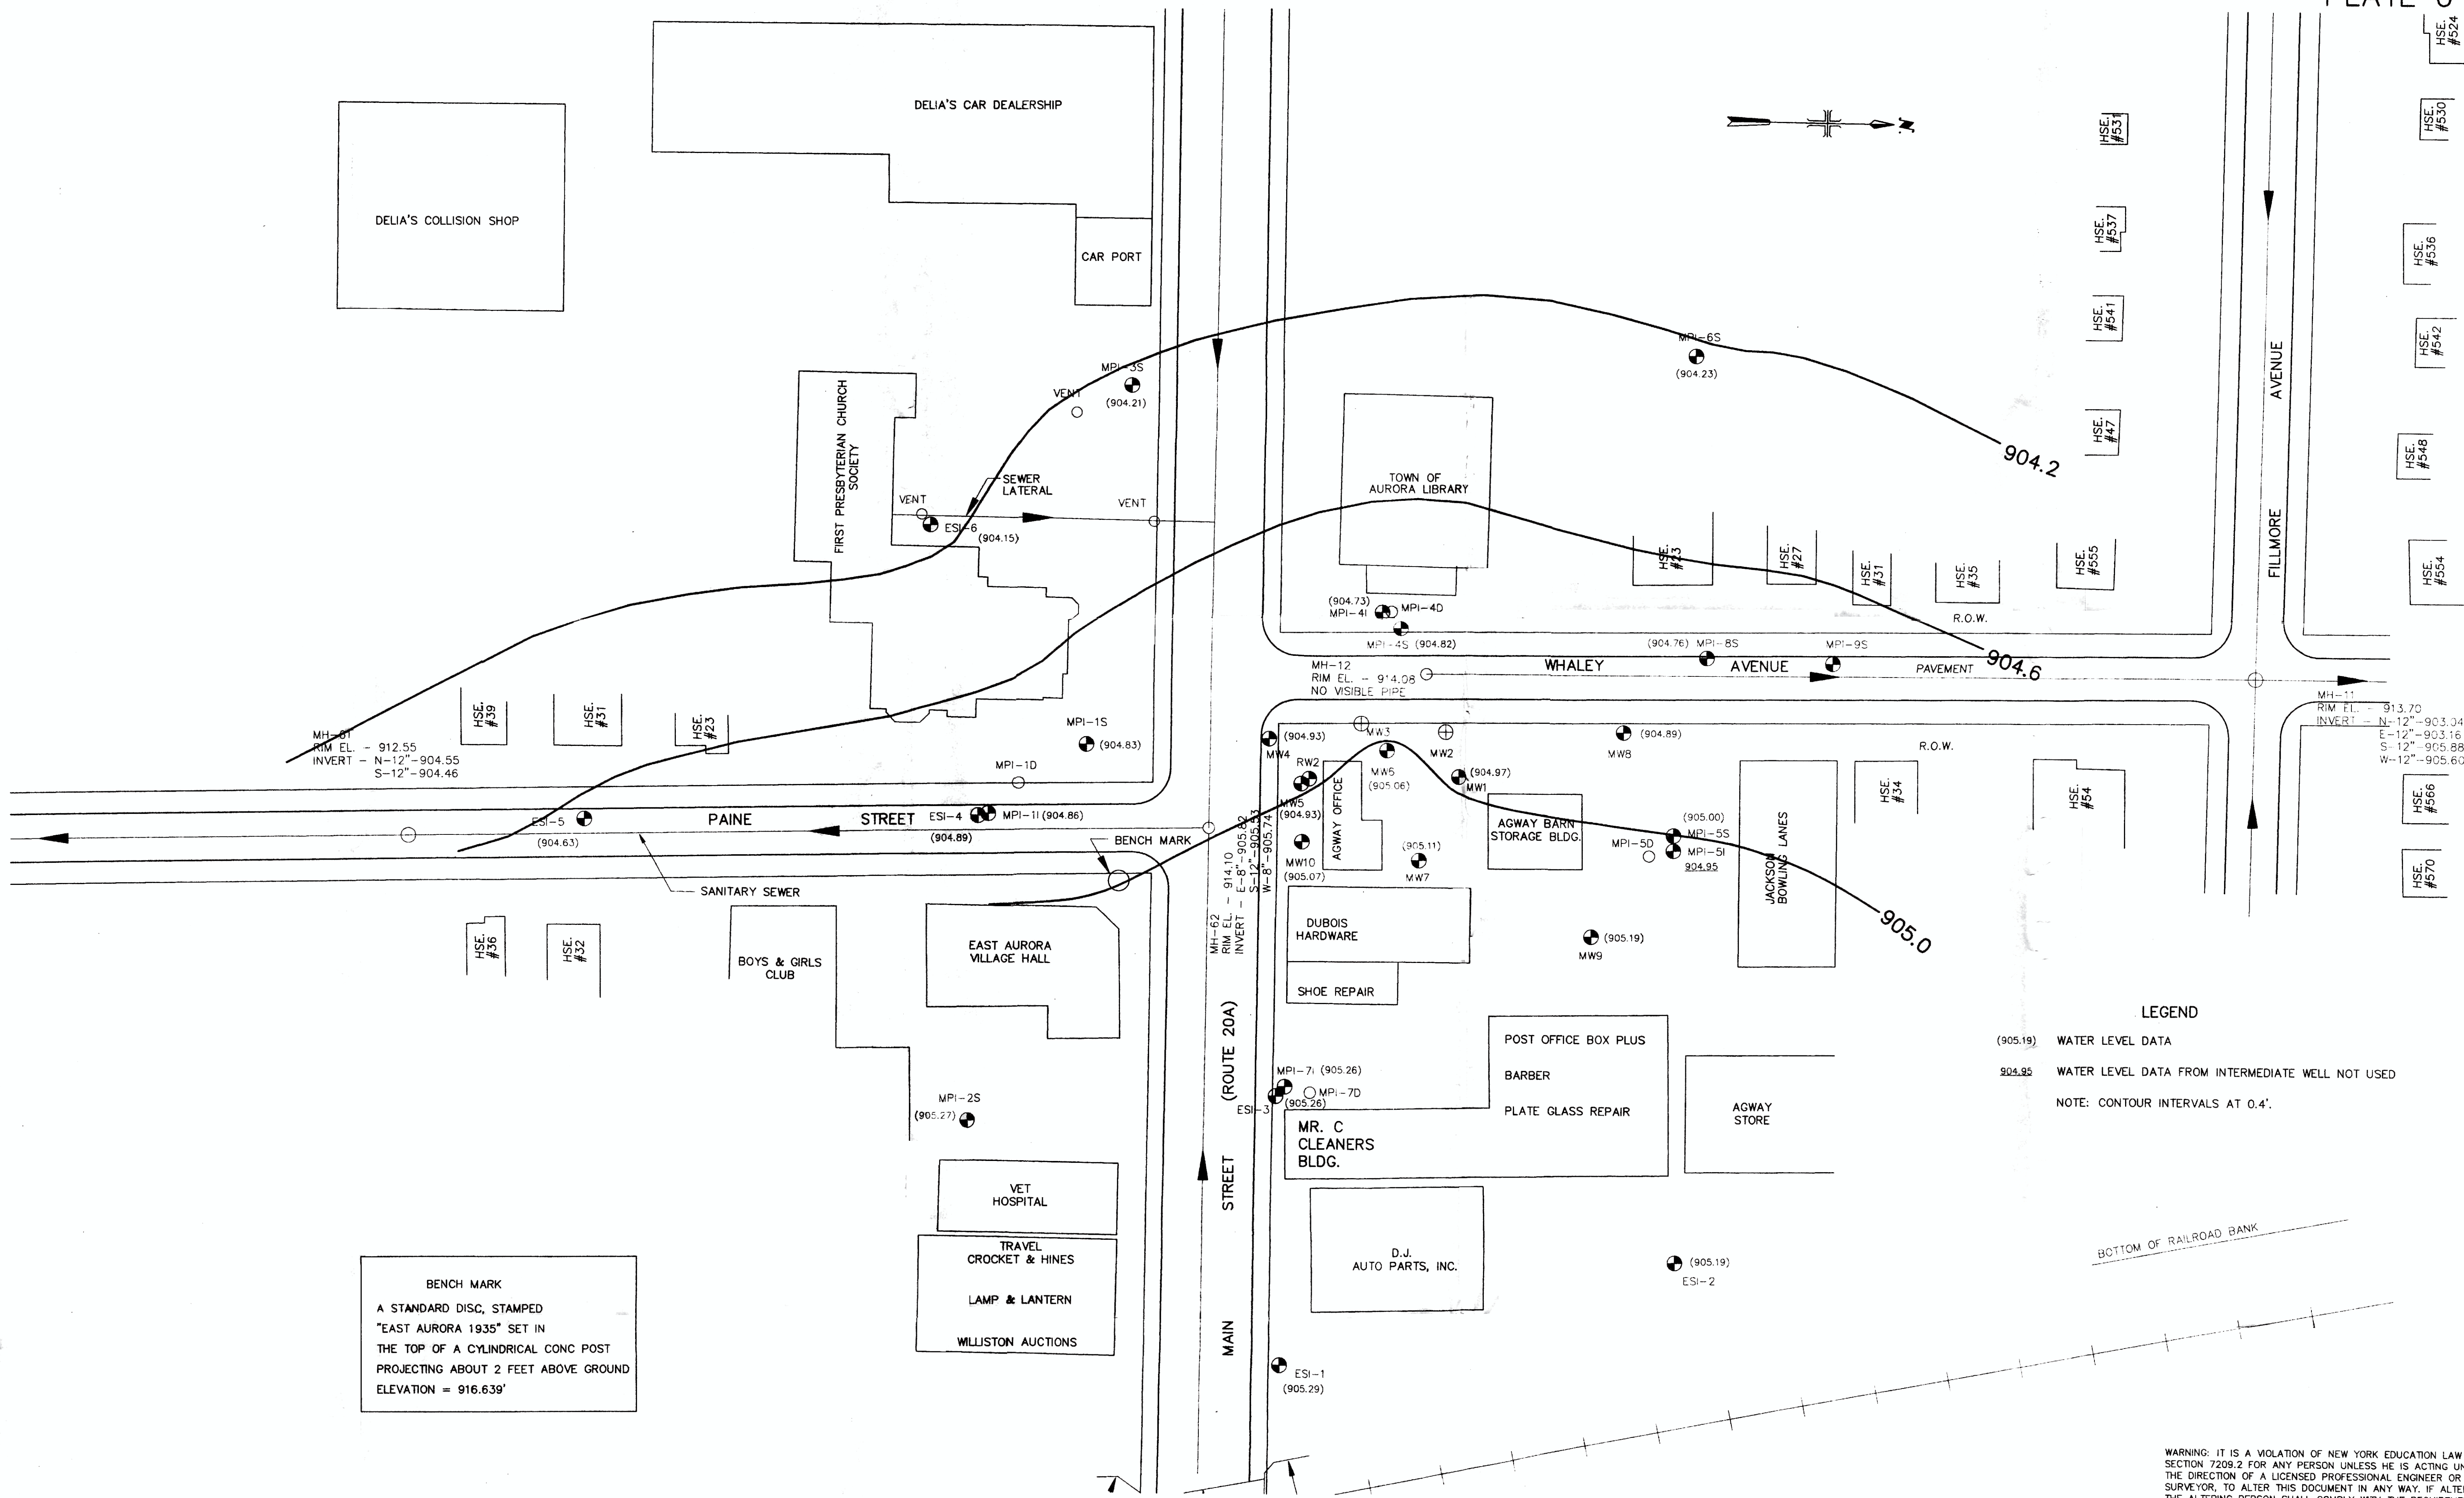 DELIA'S CAR DEALERSHIP
DELIA'S COLLISION SHOP
CAR PORT
N.
HSE.
#524
HSE.
#530
HSE.
#531
HSE.
#537
HSE.
#536
HSE.
#541
HSE.
#542
HSE.
#47
HSE.
#548
HSE.
#555
HSE.
#554
FILLMORE AVENUE
MPI-3S
(904.21)
VENT
MPI-6S
(904.23)
904.2
FIRST PRESBYTERIAN CHURCH
SOCIETY
SEWER
LATERAL
VENT
VENT
ESI-6
(904.15)
TOWN OF
AURORA LIBRARY
HSE.
#23
HSE.
#27
HSE.
#31
HSE.
#35
R.O.W.
(904.73)
MPI-4I
MPI-4D
MPI-4S (904.82)
(904.76) MPI-8S
MPI-9S
WHALEY AVENUE
PAVEMENT
904.6
MH-12
RIM EL. - 914.08
NO VISIBLE PIPE
MH-11
RIM EL. - 913.70
INVERT - N-12"-903.04
E-12"-903.16
S-12"-905.88
W-12"-905.60
HSE.
#39
HSE.
#31
HSE.
#23
MH-61
RIM EL. - 912.55
INVERT - N-12"-904.55
S-12"-904.46
MPI-1S
(904.83)
MPI-1D
(904.93)
MW4
MW3
MW2
MW8
(904.89)
R.O.W.
RW2
MW6
(905.06)
(904.97)
MW1
MW5
(904.93)
AGWAY OFFICE
HSE.
#34
HSE.
#54
HSE.
#566
HSE.
#570
ESI-5
(904.63)
PAINE STREET
ESI-4
MPI-1I (904.86)
(904.89)
BENCH MARK
SANITARY SEWER
MW10
(905.07)
(905.11)
MW7
AGWAY BARN
STORAGE BLDG.
(905.00)
MPI-5S
MPI-5D
MPI-5I
904.95
JACKSON
BOWLING LANES
905.0
MH-62
RIM EL. - 914.10
INVERT - E-8"-905.82
W-8"-905.74
HSE.
#36
HSE.
#32
BOYS & GIRLS
CLUB
EAST AURORA
VILLAGE HALL
DUBOIS
HARDWARE
SHOE REPAIR
(905.19)
MW9
MAIN STREET (ROUTE 20A)
MPI-2S
(905.27)
MPI-7I (905.26)
MPI-7D
ESI-3
(905.26)
POST OFFICE BOX PLUS
BARBER
PLATE GLASS REPAIR
MR. C
CLEANERS
BLDG.
AGWAY
STORE
LEGEND
(905.19) WATER LEVEL DATA
904.95 WATER LEVEL DATA FROM INTERMEDIATE WELL NOT USED
NOTE: CONTOUR INTERVALS AT 0.4'.
VET
HOSPITAL
TRAVEL
CROCKET & HINES
LAMP & LANTERN
WILLISTON AUCTIONS
D.J.
AUTO PARTS, INC.
(905.19)
ESI-2
ESI-1
(905.29)
BOTTOM OF RAILROAD BANK
BENCH MARK
A STANDARD DISC, STAMPED
"EAST AURORA 1935" SET IN
THE TOP OF A CYLINDRICAL CONC POST
PROJECTING ABOUT 2 FEET ABOVE GROUND
ELEVATION = 916.639'
WARNING: IT IS A VIOLATION OF NEW YORK EDUCATION LAW
SECTION 7209.2 FOR ANY PERSON UNLESS HE IS ACTING
THE DIRECTION OF A LICENSED PROFESSIONAL ENGINEER OR
SURVEYOR, TO ALTER THIS DOCUMENT IN ANY WAY. IF